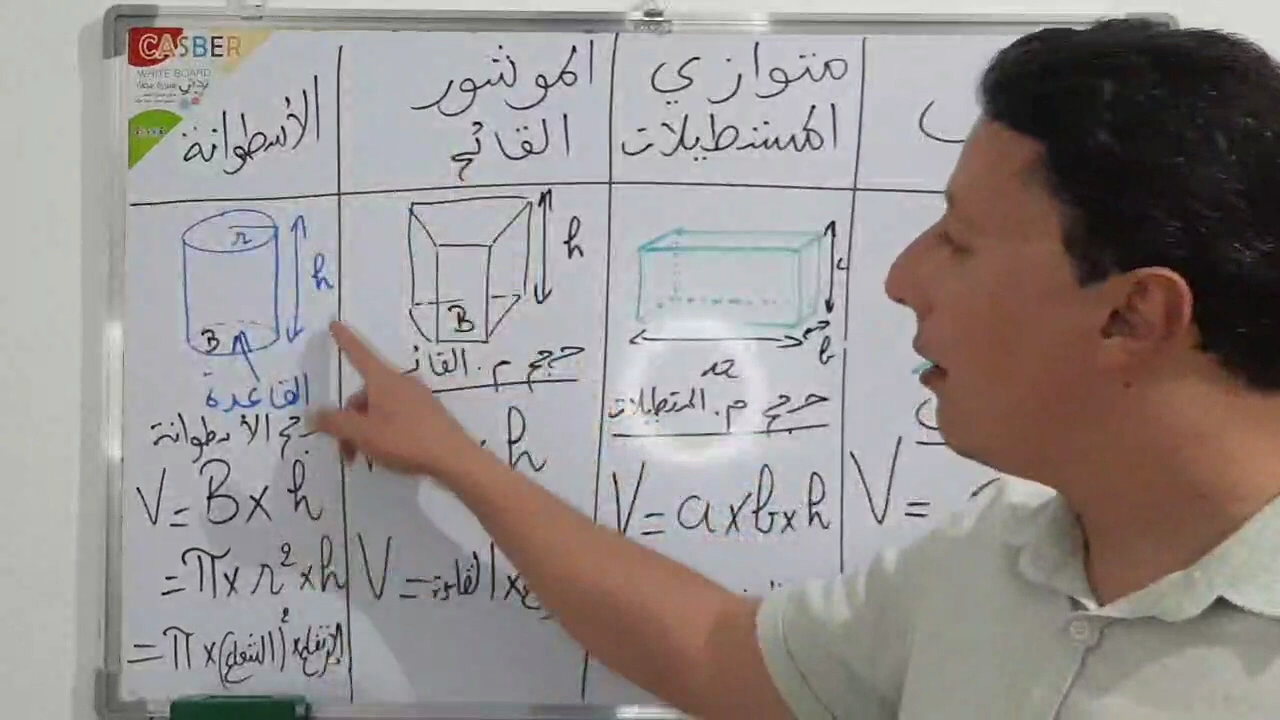 CASBER
WHITE BOARD
متوازي
المستطيلات
الموشور
القائم
الأسطوانة
c
b
a
حجم م. المستطيلات
V = a x b x h
V =
h
B
حجم م. القائم
h
V = القاعدة x
r
h
B
القاعدة
حجم الأسطوانة
V = B x h
= π x r² x h
= π x (الشعاع)² x الارتفاع